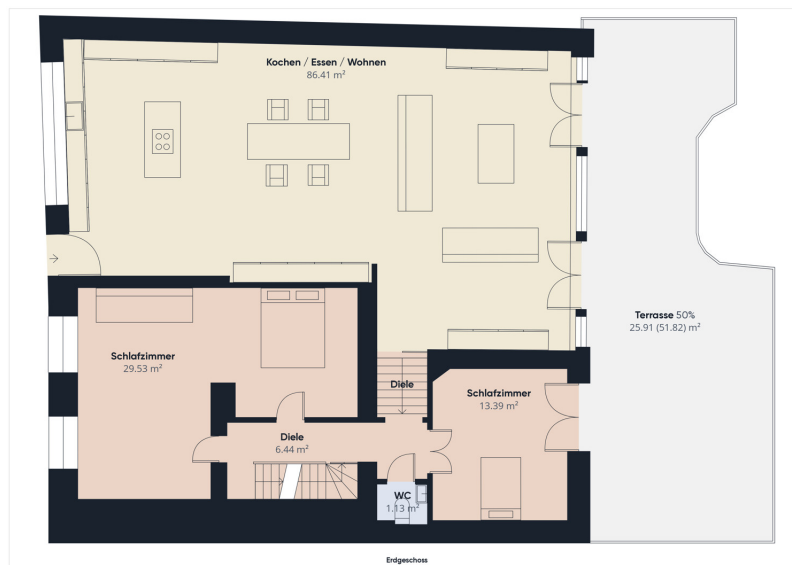 Kochen / Essen / Wohnen
86.41 m²
Terrasse 50%
25.91 (51.82) m²
Schlafzimmer
29.53 m²
Diele
Schlafzimmer
13.39 m²
Diele
6.44 m²
WC
1.13 m²
Erdgeschoss